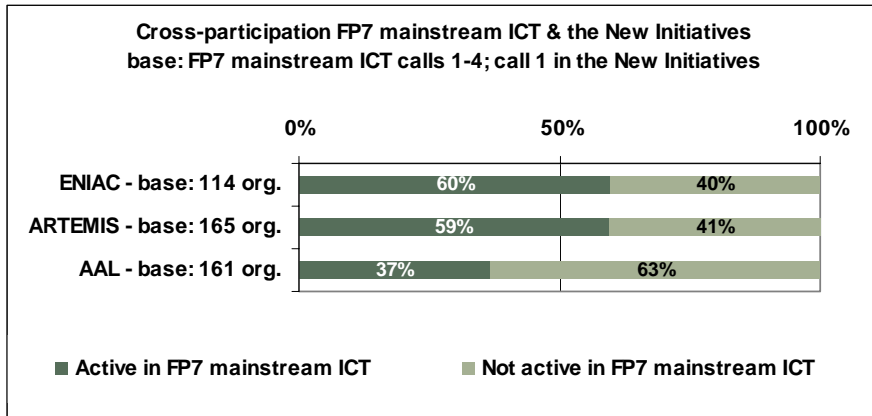 Cross-participation FP7 mainstream ICT & the New Initiatives
base: FP7 mainstream ICT calls 1-4; call 1 in the New Initiatives
0% 50% 100%
ENIAC - base: 114 org. 60% 40%
ARTEMIS - base: 165 org. 59% 41%
AAL - base: 161 org. 37% 63%
Active in FP7 mainstream ICT Not active in FP7 mainstream ICT